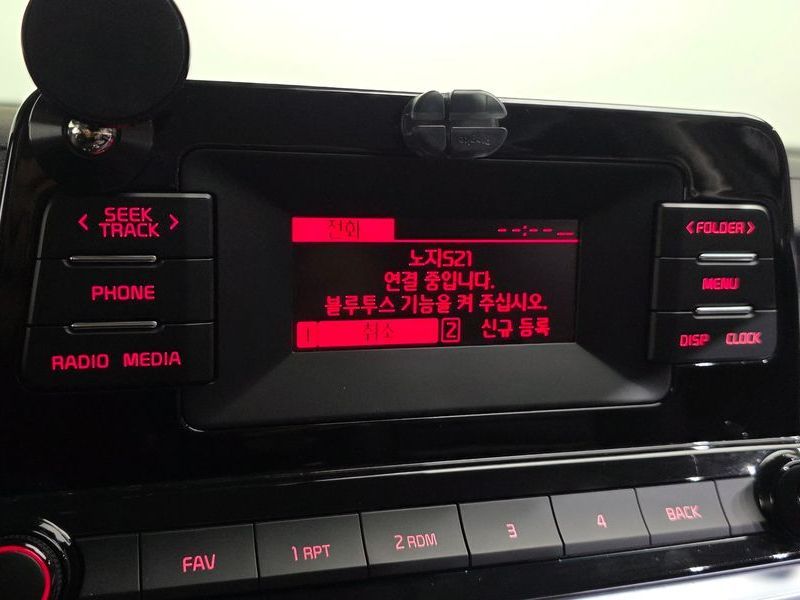 < SEEK TRACK >
PHONE
RADIO MEDIA
전화 --:-- --
노지S21
연결 중입니다.
블루투스 기능을 켜 주십시오.
1 취소 2 신규 등록
< FOLDER >
MENU
DISP CLOCK
FAV 1 RPT 2 RDM 3 4 BACK